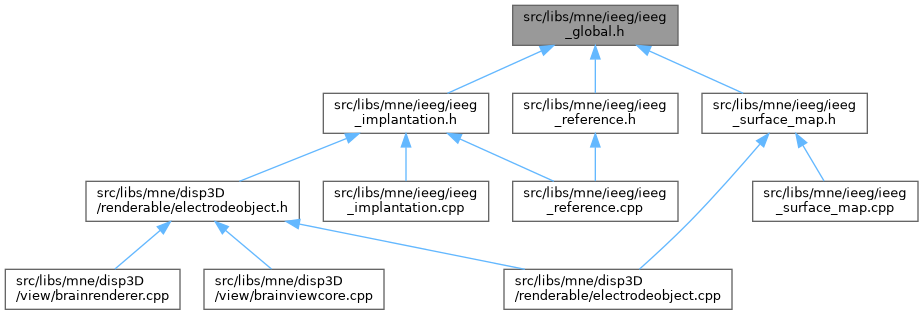 src/libs/mne/ieeg/ieeg
_global.h
src/libs/mne/ieeg/ieeg
_implantation.h
src/libs/mne/ieeg/ieeg
_reference.h
src/libs/mne/ieeg/ieeg
_surface_map.h
src/libs/mne/disp3D
/renderable/electrodeobject.h
src/libs/mne/ieeg/ieeg
_implantation.cpp
src/libs/mne/ieeg/ieeg
_reference.cpp
src/libs/mne/ieeg/ieeg
_surface_map.cpp
src/libs/mne/disp3D
/view/brainrenderer.cpp
src/libs/mne/disp3D
/view/brainviewcore.cpp
src/libs/mne/disp3D
/renderable/electrodeobject.cpp